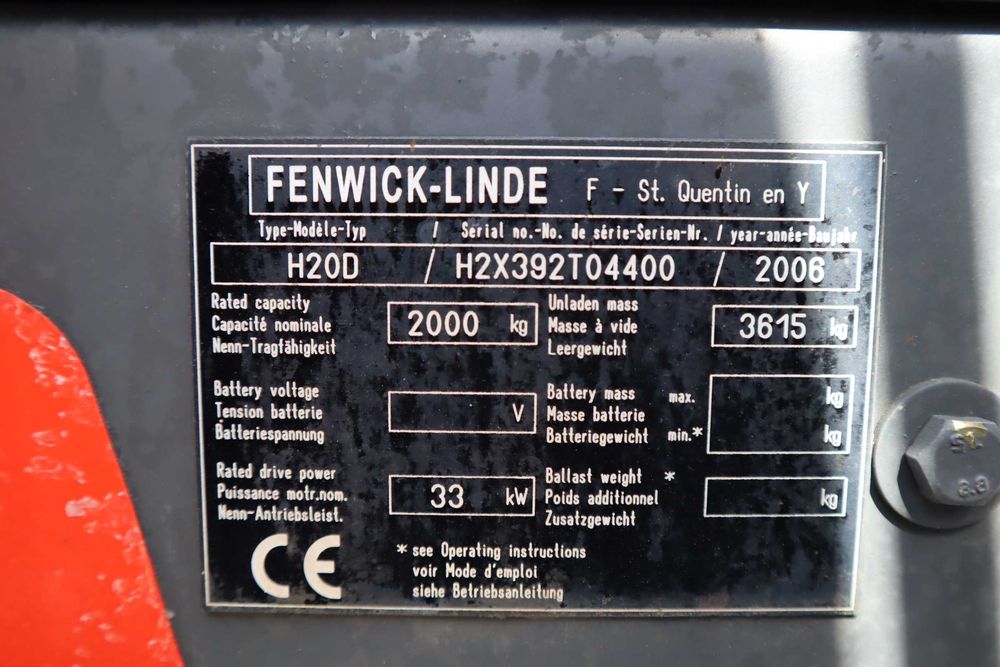 FENWICK-LINDE F - St. Quentin en Y
Type-Modèle-Typ / Serial no.-No. de série-Serien-Nr. / year-année-Baujahr
H20D / H2X392T04400 / 2006
Rated capacity
Capacité nominale
Nenn-Tragfähigkeit
2000 kg
Unladen mass
Masse à vide
Leergewicht
3615 kg
Battery voltage
Tension batterie
Batteriespannung
V
Battery mass max. kg
Masse batterie
Batteriegewicht min.* kg
Rated drive power
Puissance motr.nom.
Nenn-Antriebsleist.
33 kW
Ballast weight *
Poids additionnel
Zusatzgewicht
kg
CE
* see Operating instructions
voir Mode d'emploi
siehe Betriebsanleitung
8.8